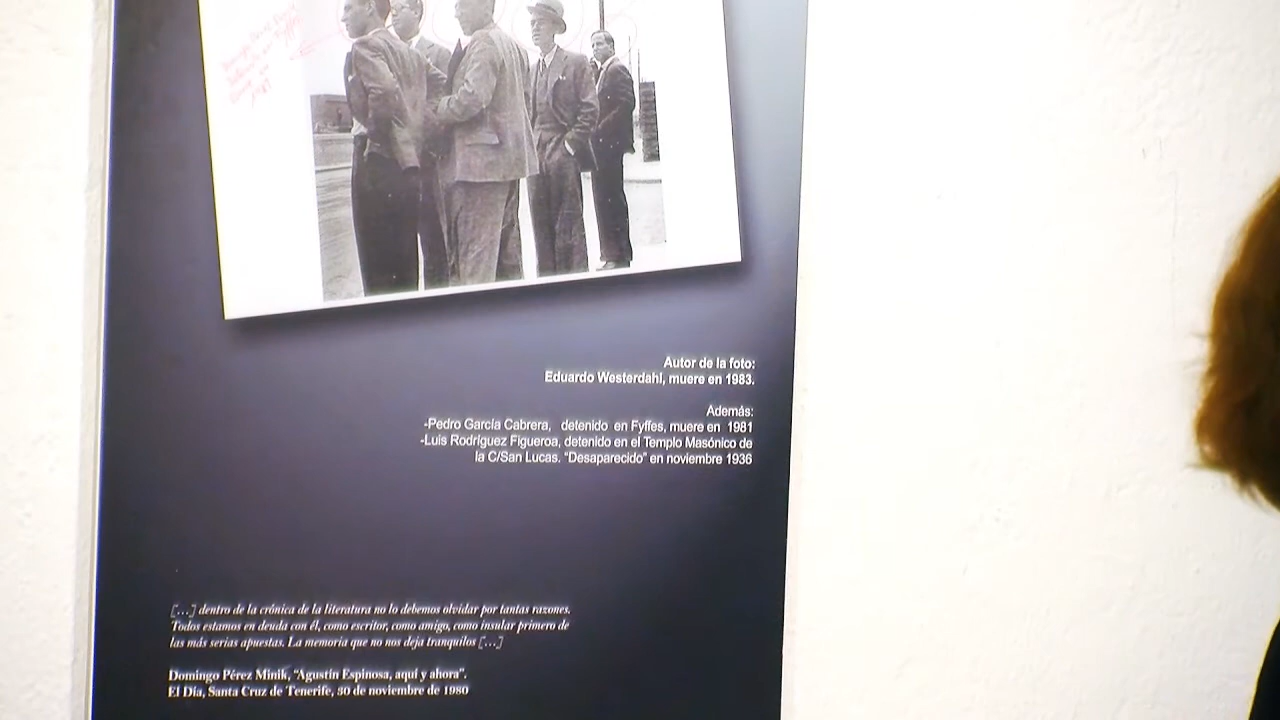 Autor de la foto:
Eduardo Westerdahl, muere en 1983.
Además:
-Pedro García Cabrera, detenido en Fyffes, muere en 1981
-Luis Rodríguez Figueroa, detenido en el Templo Masónico de
la C/San Lucas. "Desaparecido" en noviembre 1936
[...] dentro de la crónica de la literatura no lo debemos olvidar por tantas razones.
Todos estamos en deuda con él, como escritor, como amigo, como insular primero de
las más serias apuestas. La memoria que no nos deja tranquilos [...]
Domingo Pérez Minik, "Agustín Espinosa, aquí y ahora".
El Día, Santa Cruz de Tenerife, 30 de noviembre de 1980